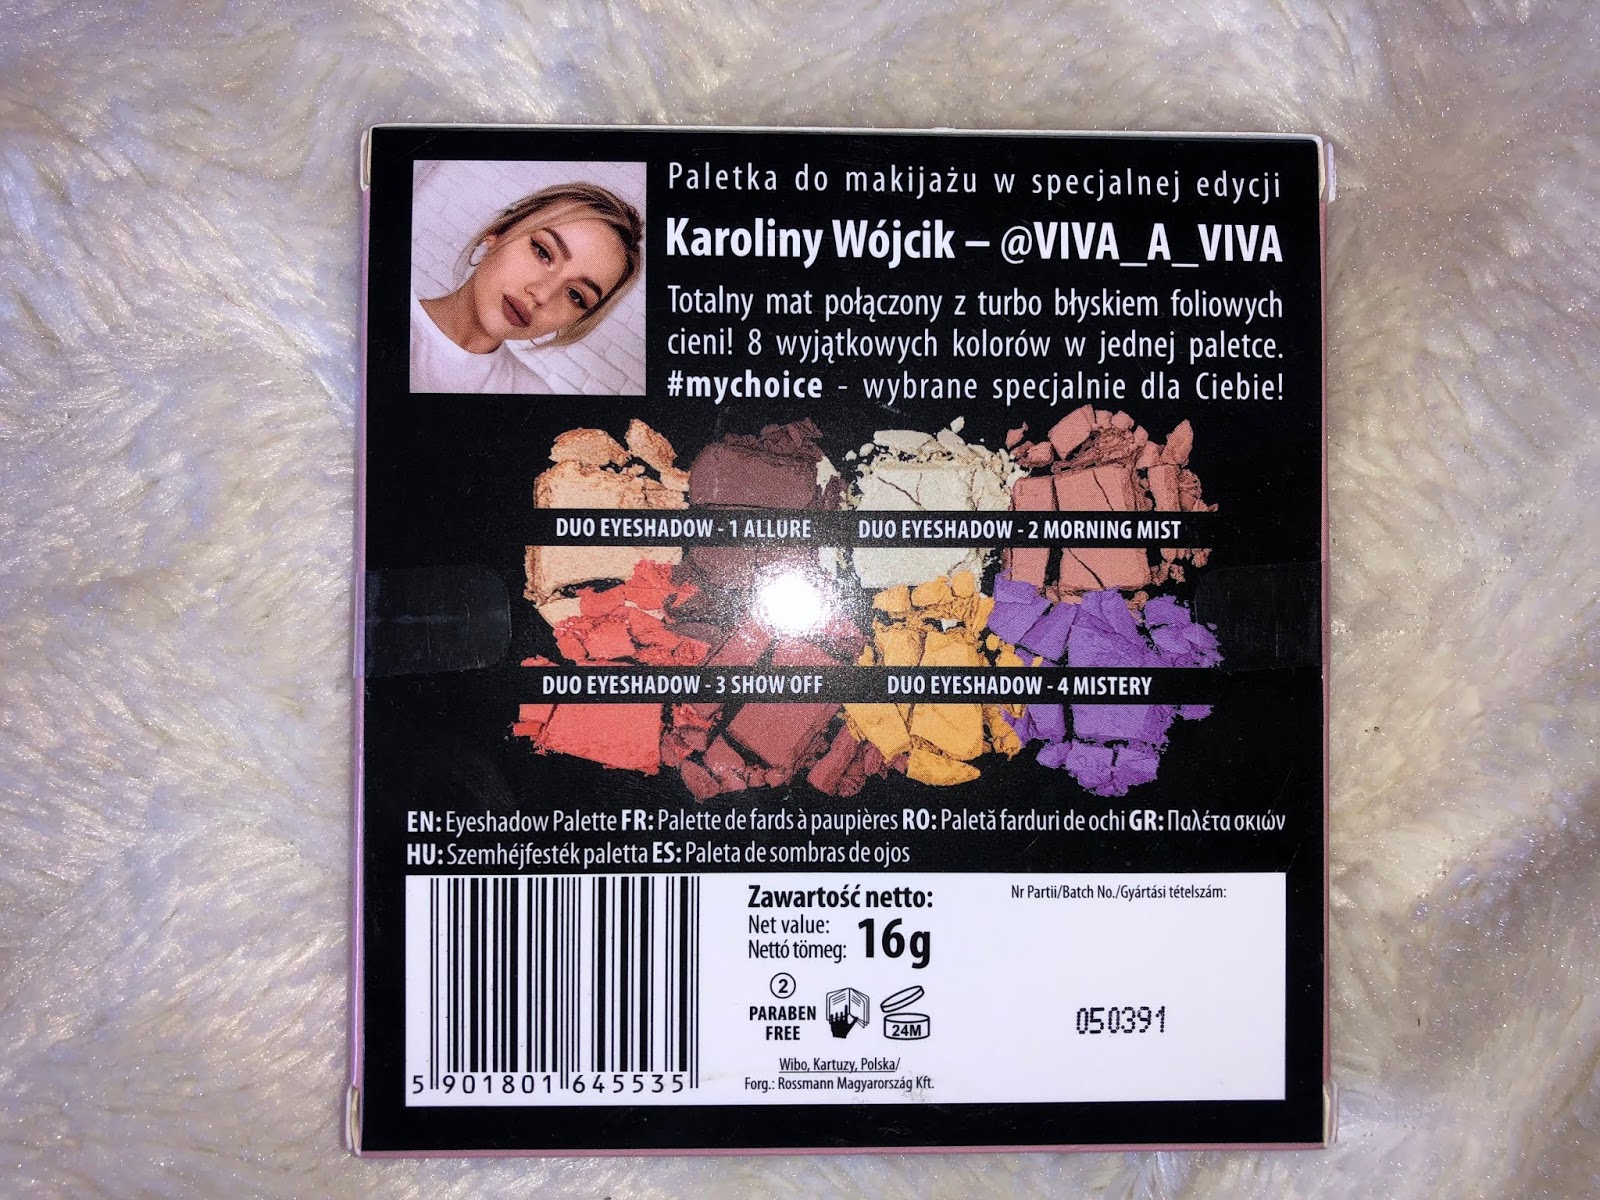 Paletka do makijażu w specjalnej edycji
Karoliny Wójcik – @VIVA_A_VIVA
Totalny mat połączony z turbo błyskiem foliowych
cieni! 8 wyjątkowych kolorów w jednej paletce.
#mychoice - wybrane specjalnie dla Ciebie!
DUO EYESHADOW - 1 ALLURE
DUO EYESHADOW - 2 MORNING MIST
DUO EYESHADOW - 3 SHOW OFF
DUO EYESHADOW - 4 MISTERY
EN: Eyeshadow Palette FR: Palette de fards à paupières RO: Paletă farduri de ochi GR: Παλέτα σκιών
HU: Szemhéjfesték paletta ES: Paleta de sombras de ojos
5 901801 645535
Zawartość netto:
Net value:
Nettó tömeg:
16g
2
PARABEN
FREE
24M
Wibo, Kartuzy, Polska/
Forg.: Rossmann Magyarország Kft.
Nr Partii/Batch No./Gyártási tételszám:
050391